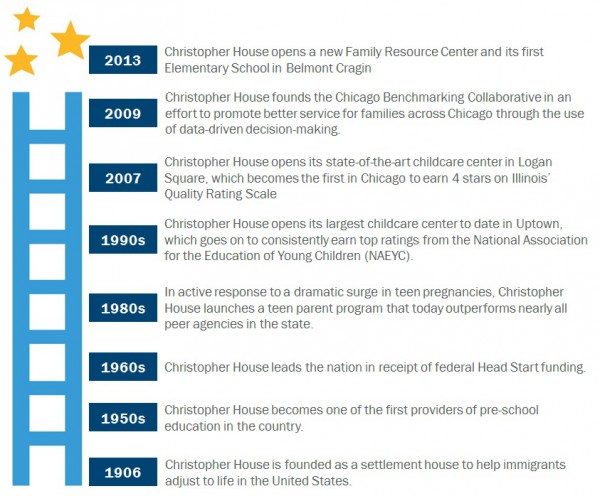 2013
Christopher House opens a new Family Resource Center and its first
Elementary School in Belmont Cragin
2009
Christopher House founds the Chicago Benchmarking Collaborative in an
effort to promote better service for families across Chicago through the
use of data-driven decision-making.
2007
Christopher House opens its state-of-the-art childcare center in Logan
Square, which becomes the first in Chicago to earn 4 stars on Illinois'
Quality Rating Scale
1990s
Christopher House opens its largest childcare center to date in Uptown,
which goes on to consistently earn top ratings from the National Association
for the Education of Young Children (NAEYC).
1980s
In active response to a dramatic surge in teen pregnancies, Christopher
House launches a teen parent program that today outperforms nearly all
peer agencies in the state.
1960s
Christopher House leads the nation in receipt of federal Head Start funding.
1950s
Christopher House becomes one of the first providers of pre-school
education in the country.
1906
Christopher House is founded as a settlement house to help immigrants
adjust to life in the United States.